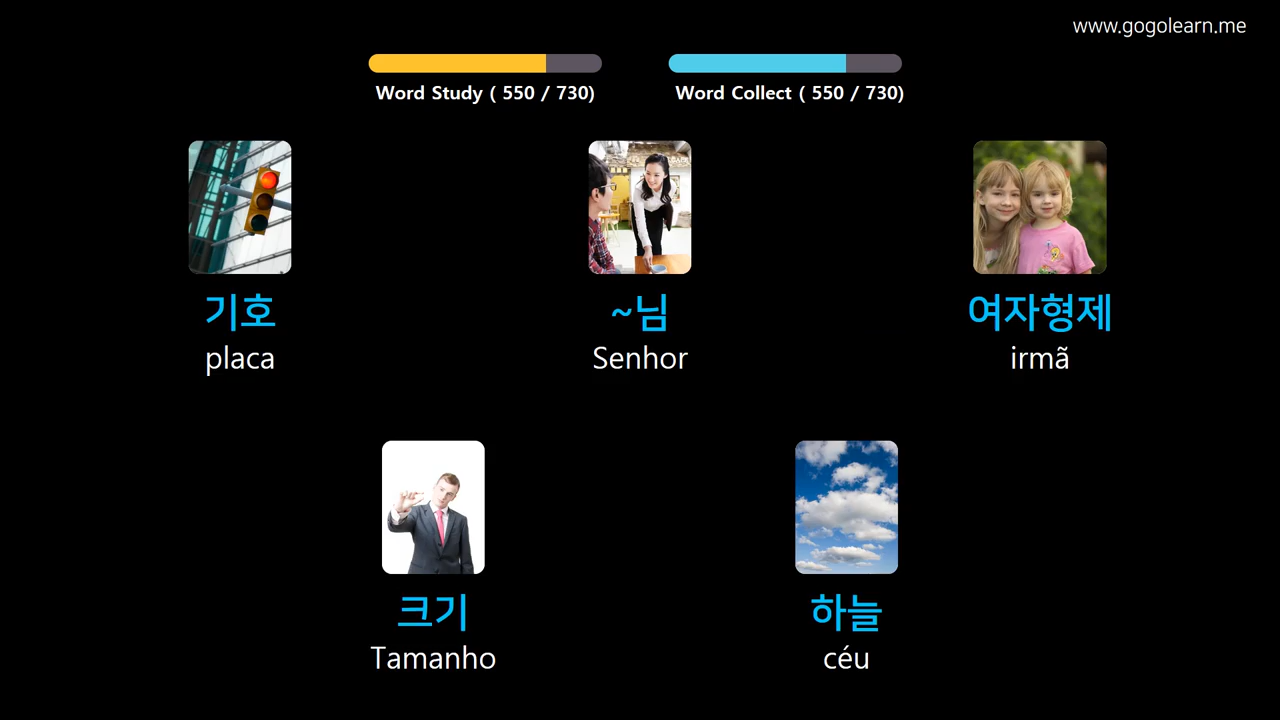 www.gogolearn.me
Word Study ( 550 / 730)
Word Collect ( 550 / 730)
기호
placa
~님
Senhor
여자형제
irmã
크기
Tamanho
하늘
céu